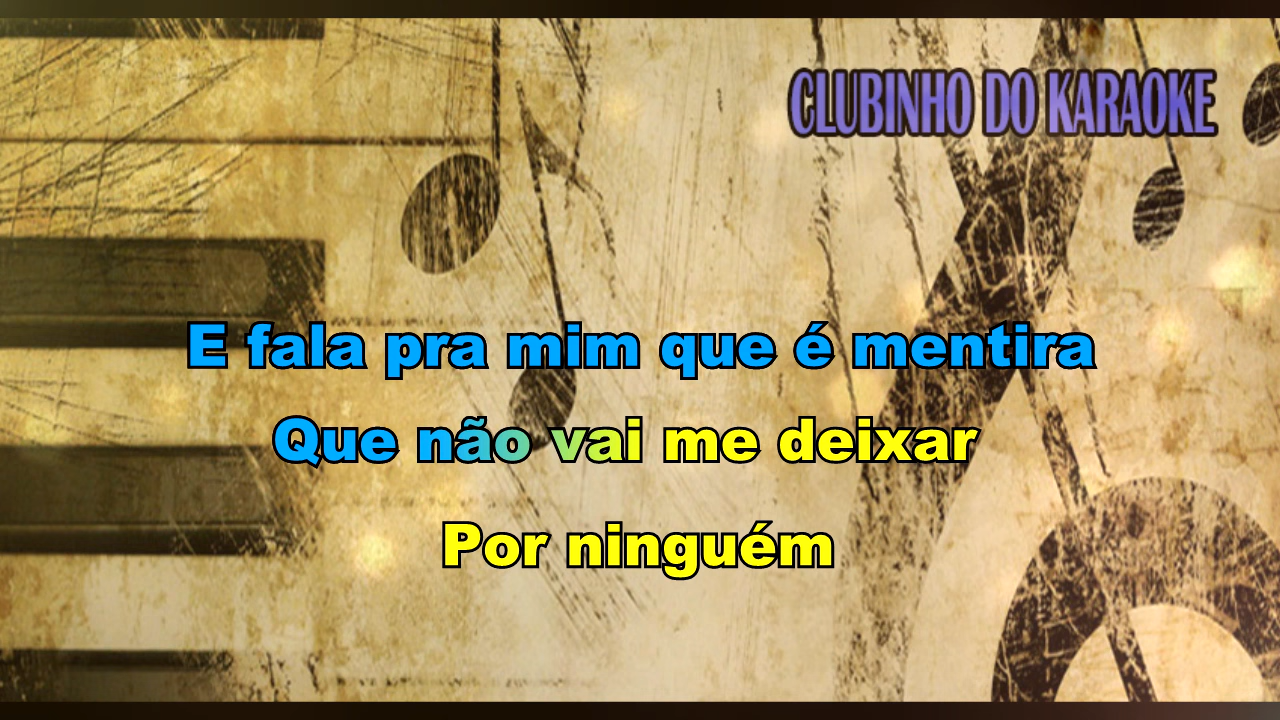 CLUBINHO DO KARAOKE
E fala pra mim que é mentira
Que não vai me deixar
Por ninguém